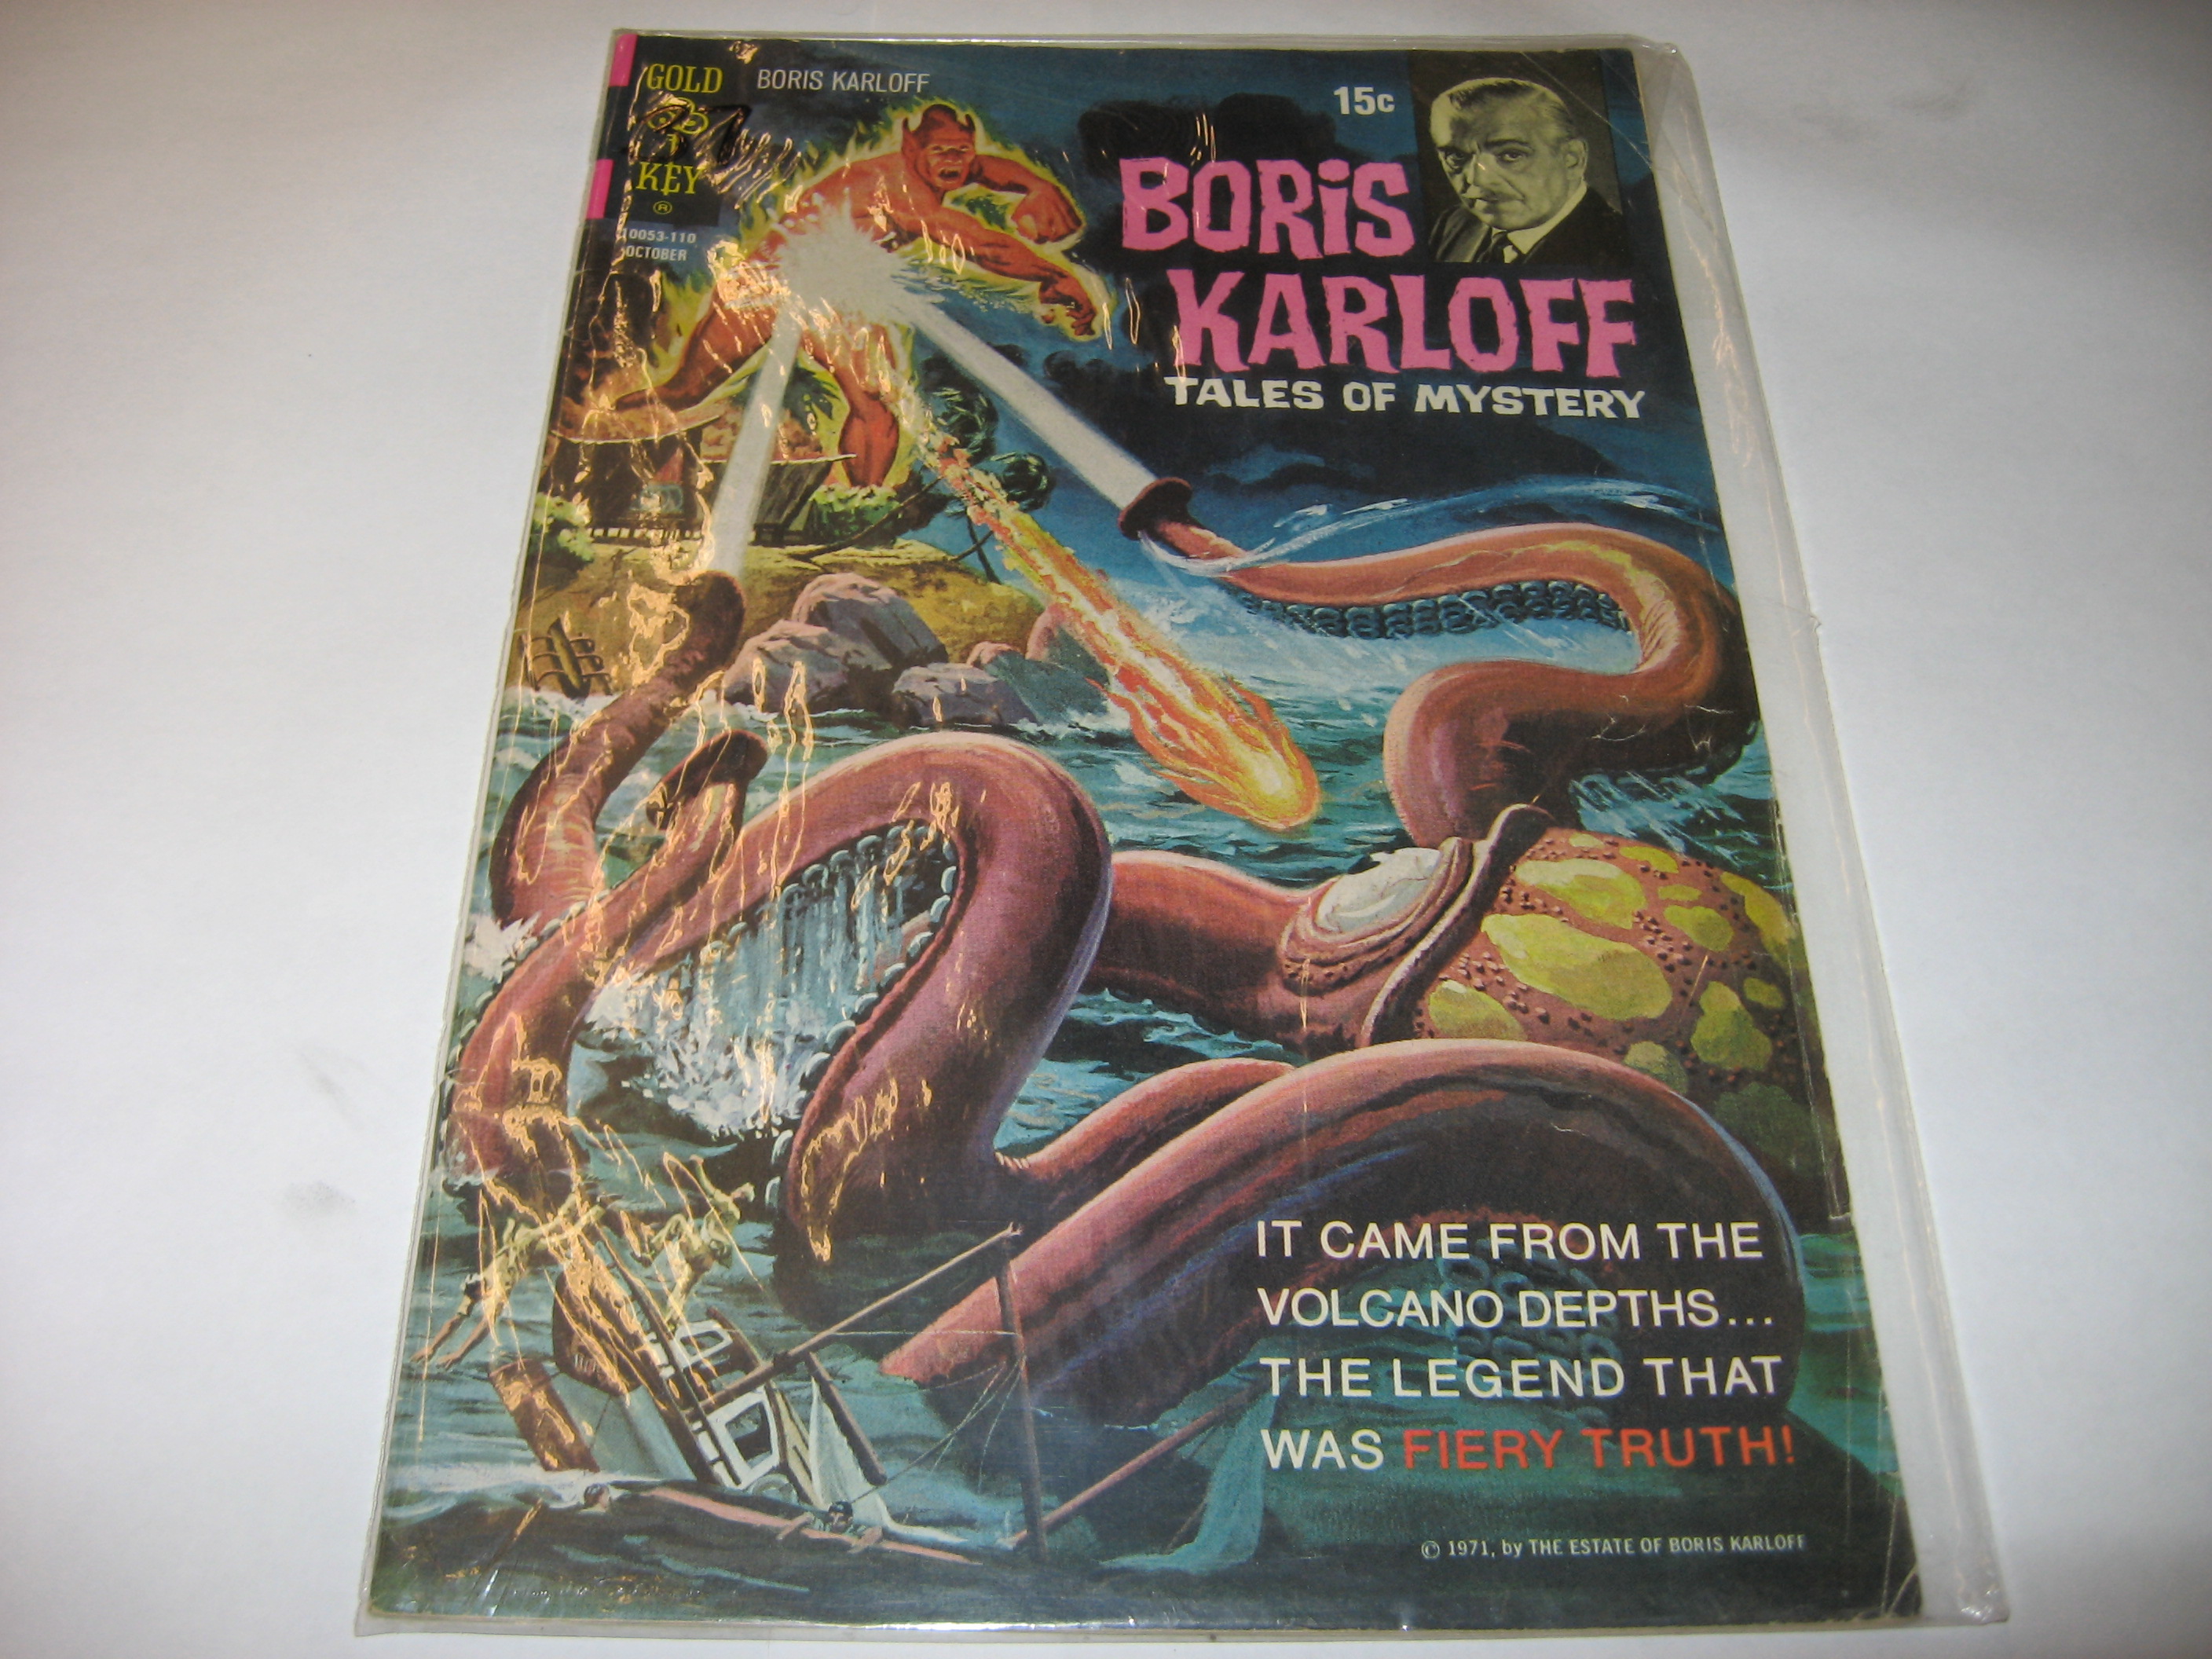 GOLD
KEY
®
BORIS KARLOFF
15c
10053-110
OCTOBER
BORIS
KARLOFF
TALES OF MYSTERY
IT CAME FROM THE
VOLCANO DEPTHS...
THE LEGEND THAT
WAS FIERY TRUTH!
© 1971, by THE ESTATE OF BORIS KARLOFF